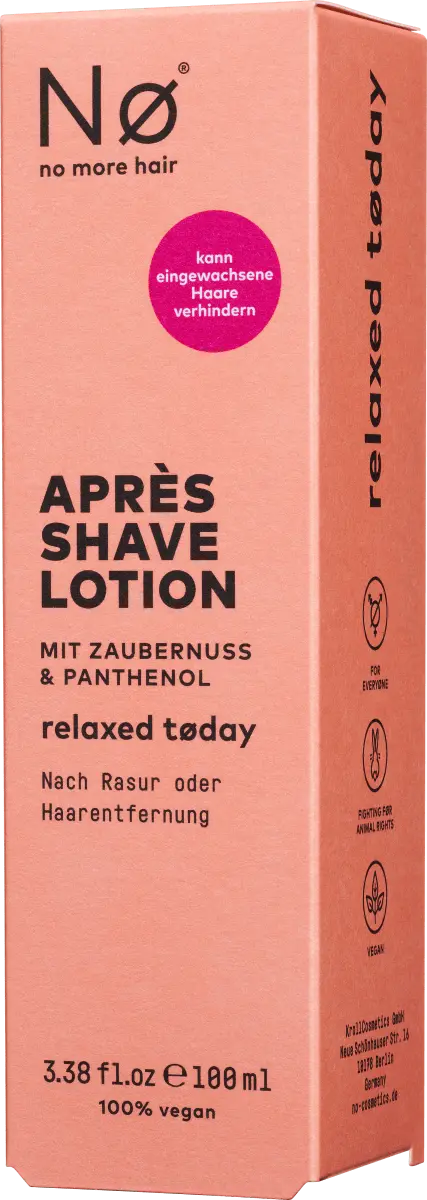 Nø®
no more hair
kann
eingewachsene
Haare
verhindern
APRÈS
SHAVE
LOTION
MIT ZAUBERNUSS
& PANTHENOL
relaxed tøday
Nach Rasur oder
Haarentfernung
3.38 fl.oz ℮100 ml
100% vegan
relaxed tøday
FOR
EVERYØNE
FIGHTING FØR
ANIMAL RIGHTS
VEGAN
KrollCosmetics GmbH
Neue Schönhauser Str. 16
10178 Berlin
Germany
no-cosmetics.de